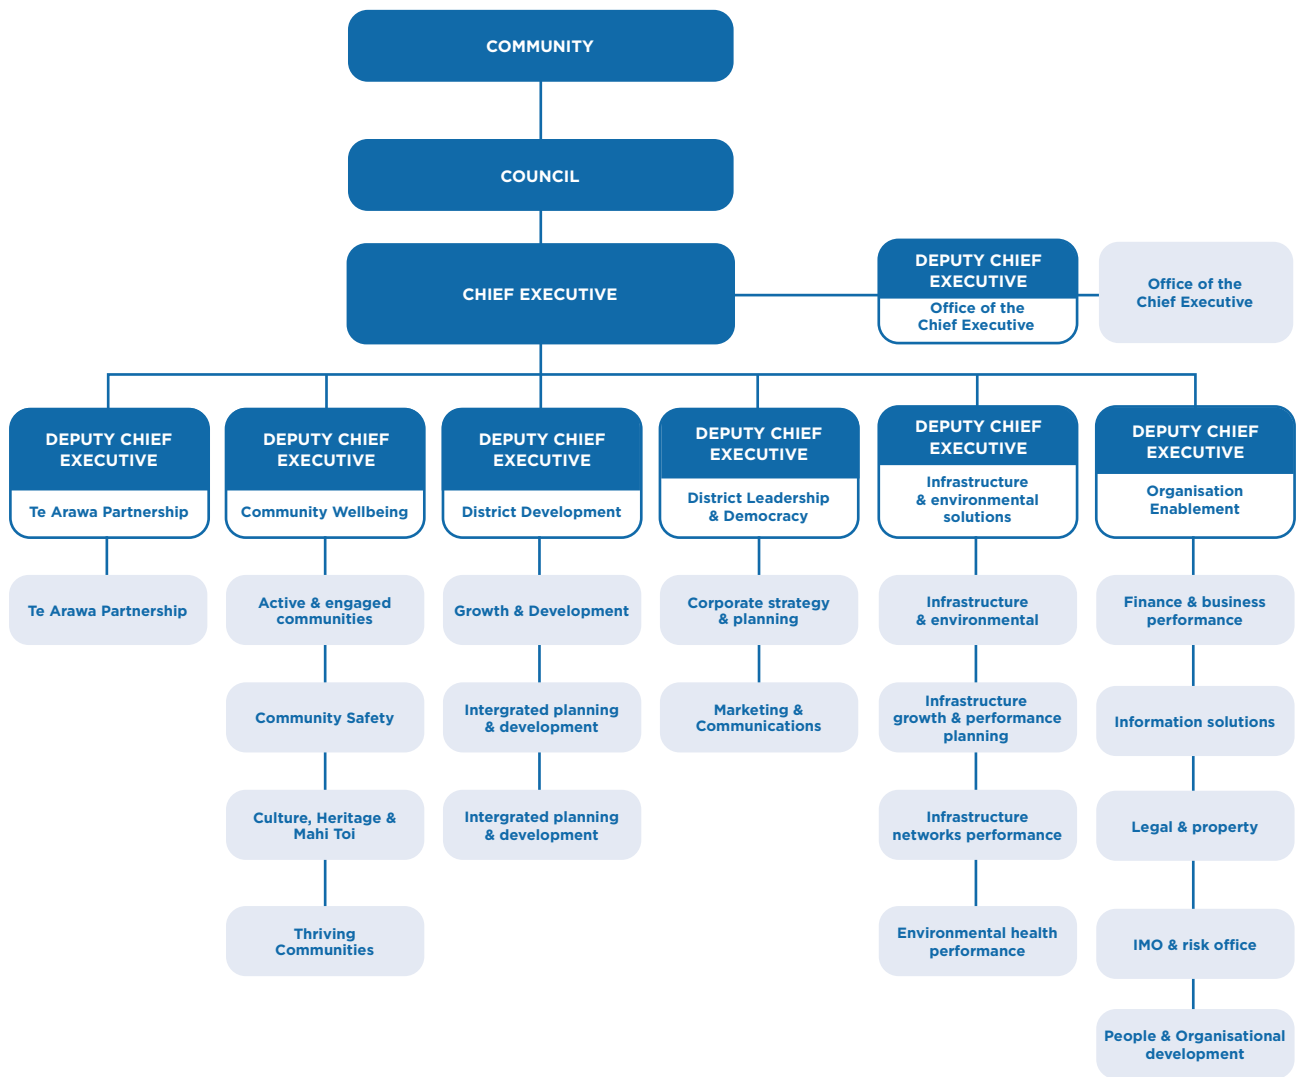 COMMUNITY
COUNCIL
CHIEF EXECUTIVE
DEPUTY CHIEF
EXECUTIVE
Office of the
Chief Executive
Office of the
Chief Executive
DEPUTY CHIEF
EXECUTIVE
Te Arawa Partnership
Te Arawa Partnership
DEPUTY CHIEF
EXECUTIVE
Community Wellbeing
Active & engaged
communities
Community Safety
Culture, Heritage &
Mahi Toi
Thriving
Communities
DEPUTY CHIEF
EXECUTIVE
District Development
Growth & Development
Intergrated planning
& development
Intergrated planning
& development
DEPUTY CHIEF
EXECUTIVE
District Leadership
& Democracy
Corporate strategy
& planning
Marketing &
Communications
DEPUTY CHIEF
EXECUTIVE
Infrastructure
& environmental
solutions
Infrastructure
& environmental
Infrastructure
growth & performance
planning
Infrastructure
networks performance
Environmental health
performance
DEPUTY CHIEF
EXECUTIVE
Organisation
Enablement
Finance & business
performance
Information solutions
Legal & property
IMO & risk office
People & Organisational
development